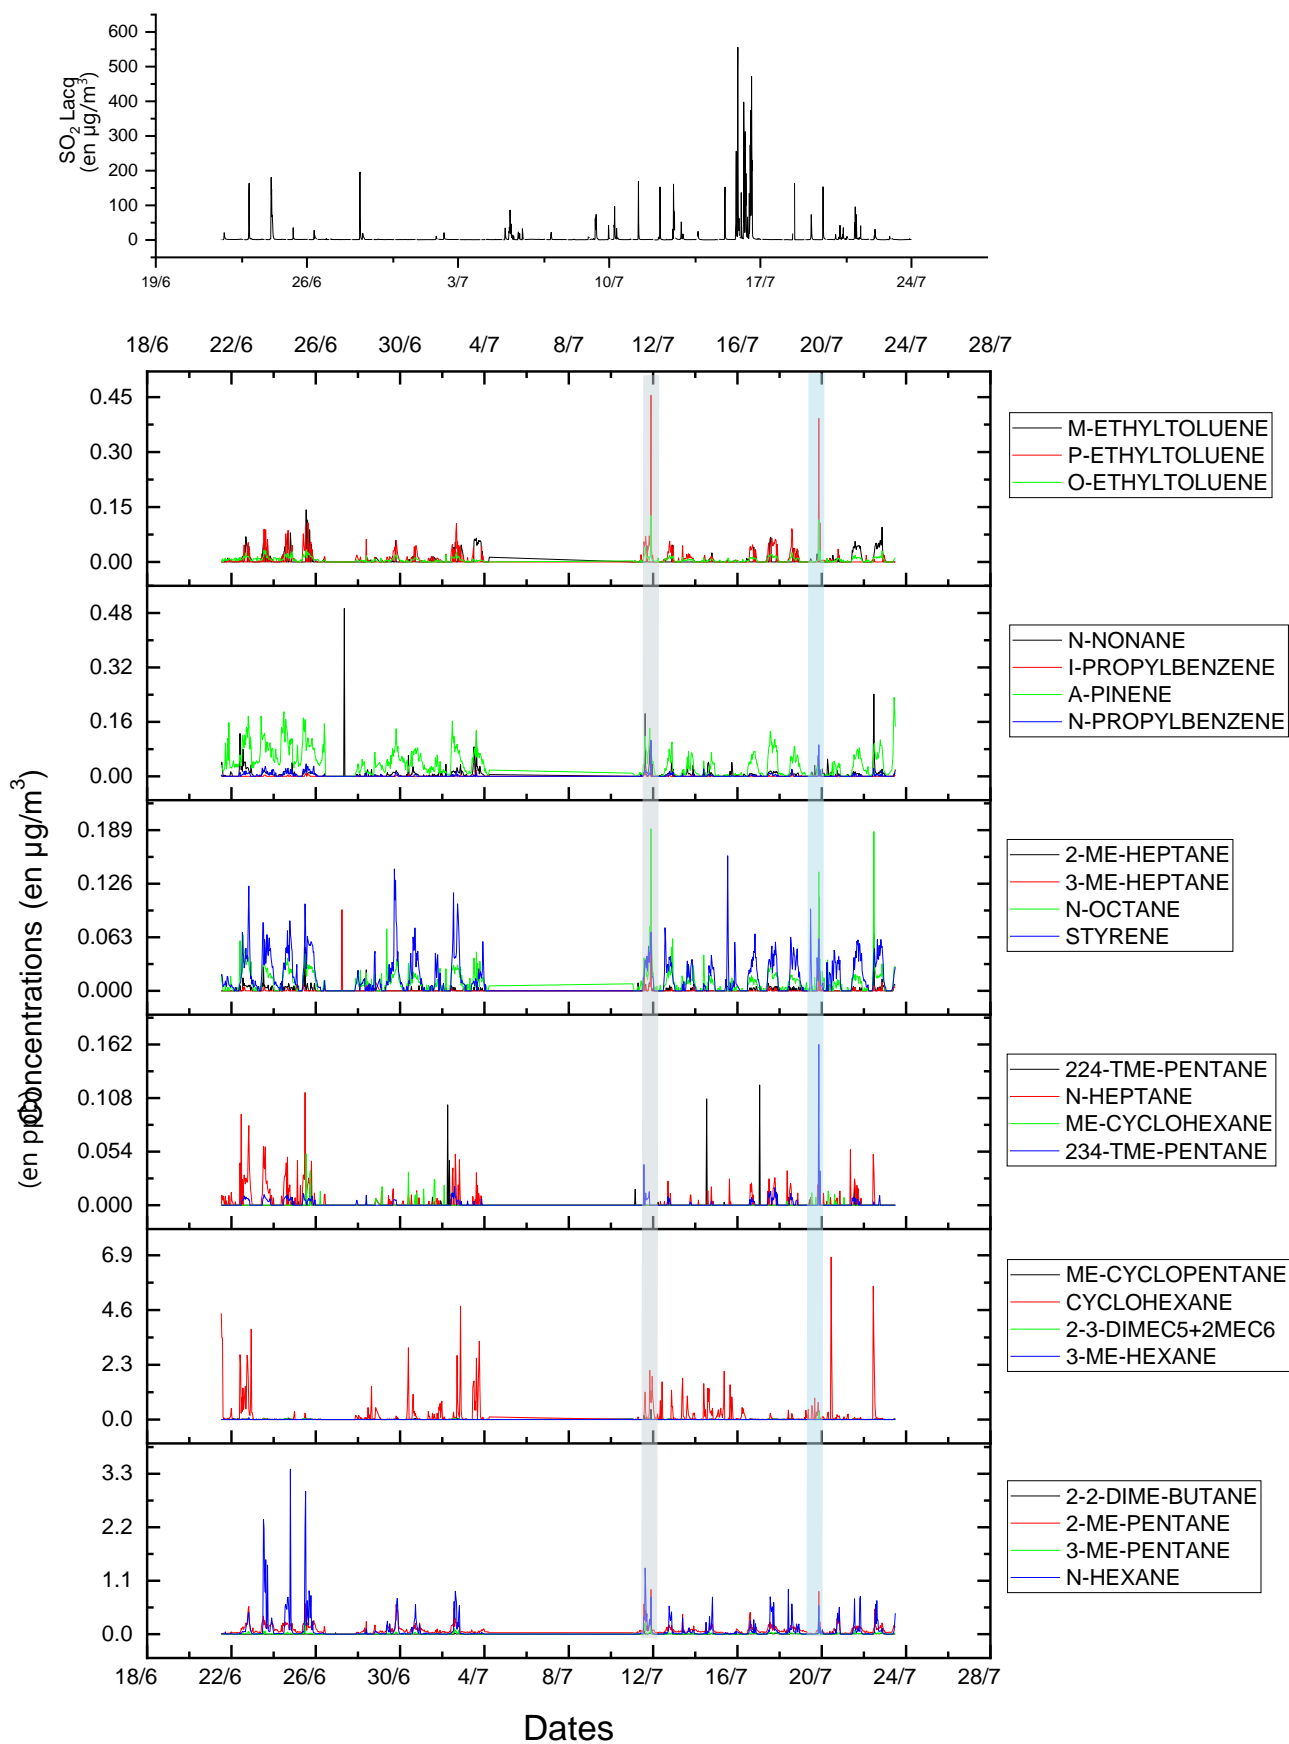 600
500
400
300
200
100
0
SO2 Lacq
(en µg/m3)
19/6 26/6 3/7 10/7 17/7 24/7
18/6 22/6 26/6 30/6 4/7 8/7 12/7 16/7 20/7 24/7 28/7
0.45
0.30
0.15
0.00
M-ETHYLTOLUENE
P-ETHYLTOLUENE
O-ETHYLTOLUENE
0.48
0.32
0.16
0.00
N-NONANE
I-PROPYLBENZENE
A-PINENE
N-PROPYLBENZENE
0.189
0.126
0.063
0.000
2-ME-HEPTANE
3-ME-HEPTANE
N-OCTANE
STYRENE
Concentrations (en µg/m3)
(en ppb)
0.162
0.108
0.054
0.000
224-TME-PENTANE
N-HEPTANE
ME-CYCLOHEXANE
234-TME-PENTANE
6.9
4.6
2.3
0.0
ME-CYCLOPENTANE
CYCLOHEXANE
2-3-DIMEC5+2MEC6
3-ME-HEXANE
3.3
2.2
1.1
0.0
2-2-DIME-BUTANE
2-ME-PENTANE
3-ME-PENTANE
N-HEXANE
18/6 22/6 26/6 30/6 4/7 8/7 12/7 16/7 20/7 24/7 28/7
Dates